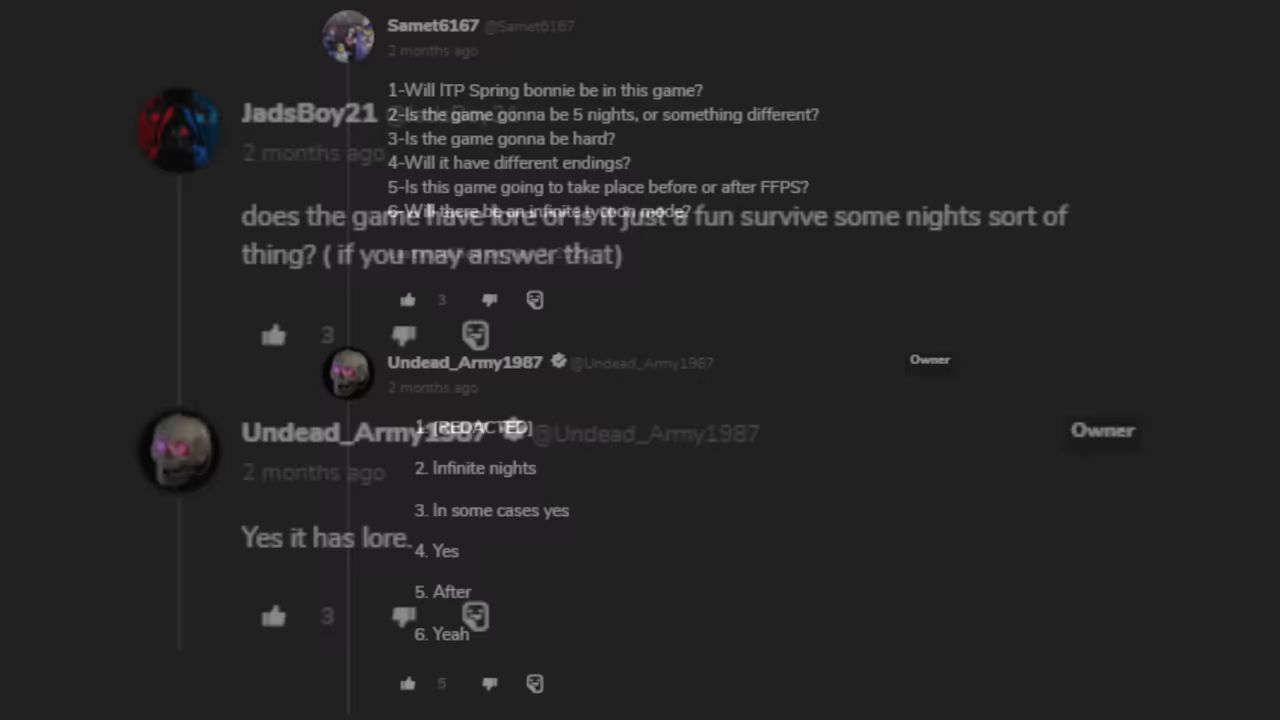 Samet6167 @Samet6167
2 months ago
1-Will ITP Spring bonnie be in this game?
2-Is the game gonna be 5 nights, or something different?
3-Is the game gonna be hard?
4-Will it have different endings?
5-Is this game going to take place before or after FFPS?
6-Will there be an infinite tycoon mode?
3
Undead_Army1987 @Undead_Army1987 Owner
2 months ago
1. [REDACTED]
2. Infinite nights
3. In some cases yes
4. Yes
5. After
6. Yeah
5
JadsBoy21
2 months ago
does the game have lore or is it just a fun survive some nights sort of
thing? ( if you may answer that)
3
Undead_Army1987 @Undead_Army1987 Owner
2 months ago
Yes it has lore.
3